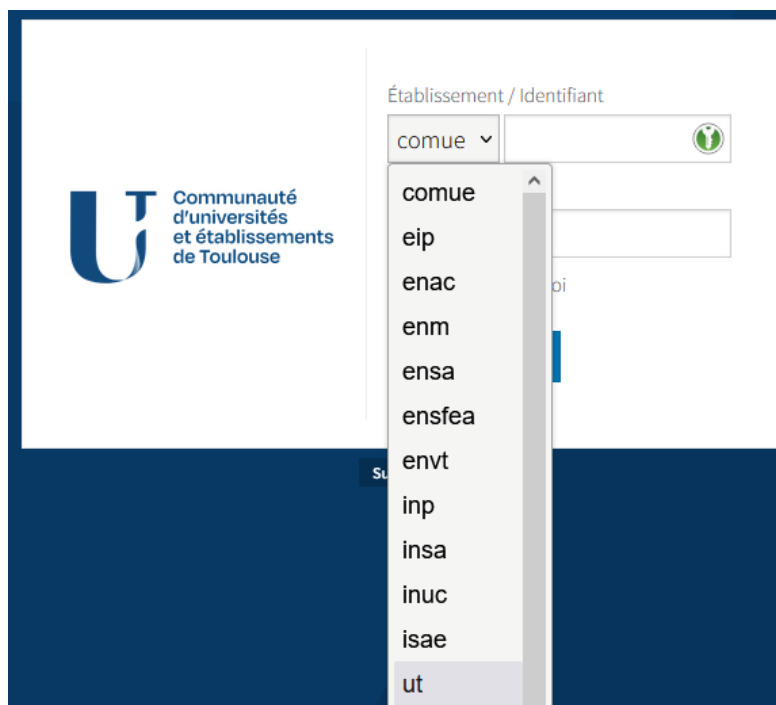 Établissement / Identifiant
comue
Communauté
d'universités
et établissements
de Toulouse
comue
eip
enac
enm
ensa
ensfea
envt
inp
insa
inuc
isae
ut